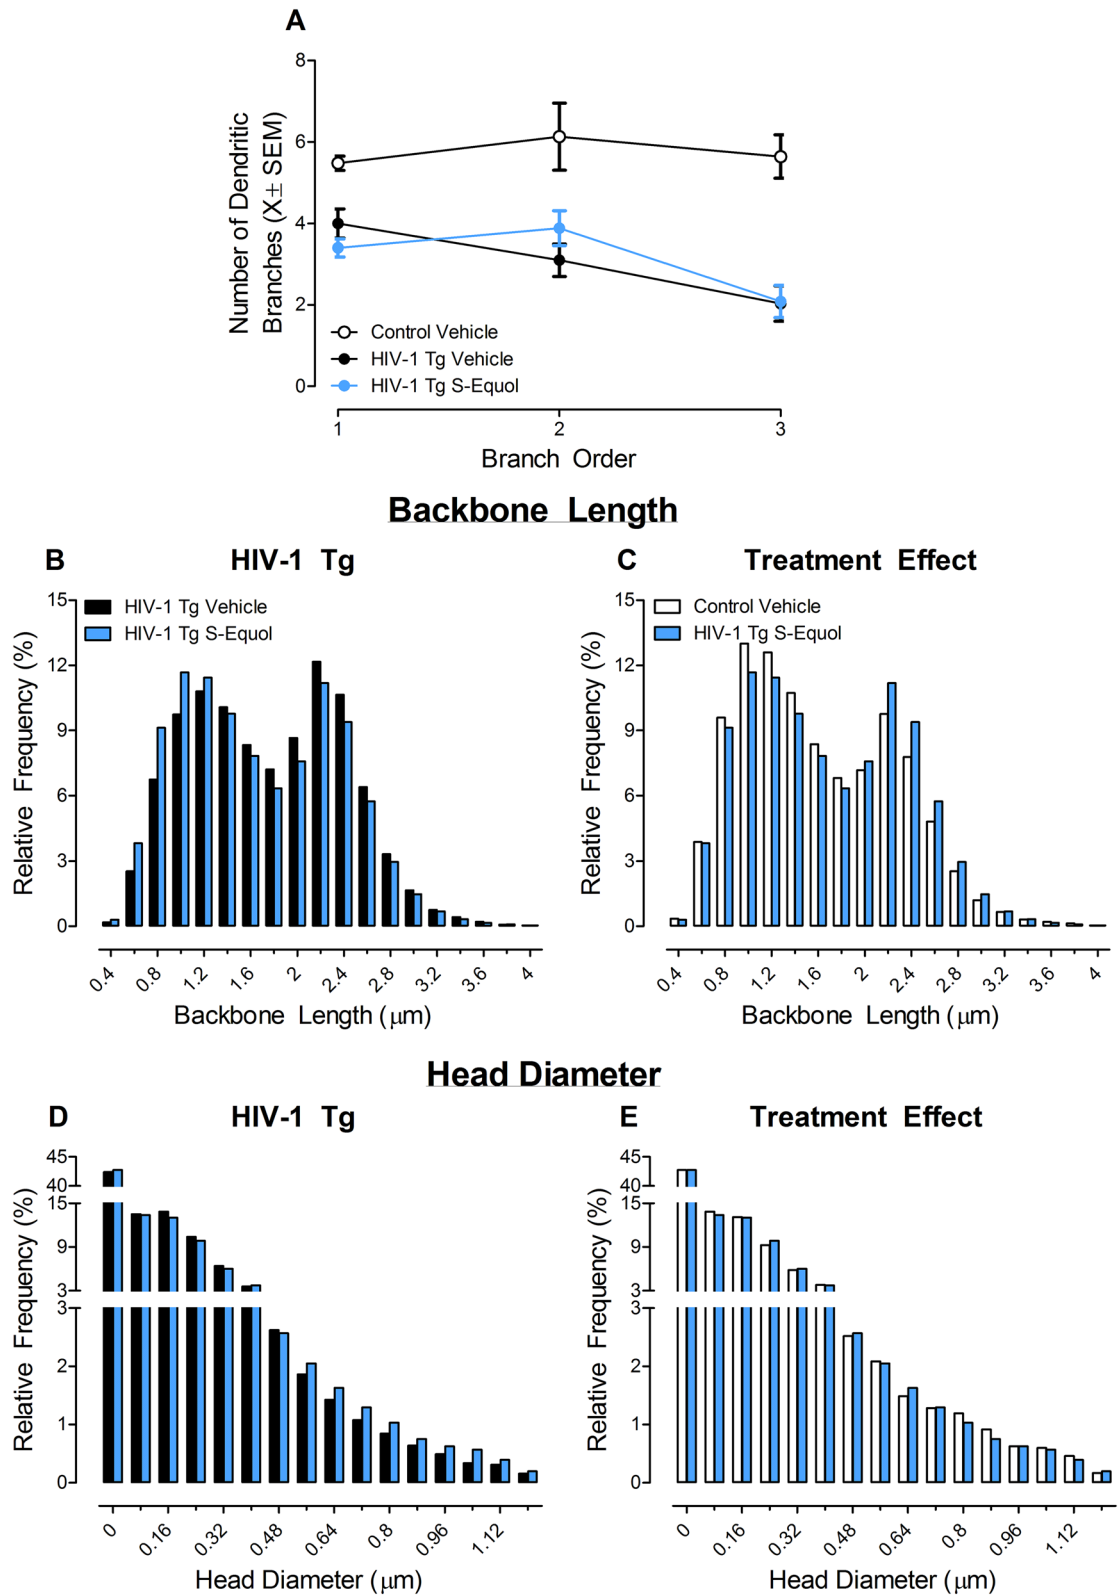 A
Number of Dendritic
Branches (X± SEM)
8
6
4
2
0
Control Vehicle
HIV-1 Tg Vehicle
HIV-1 Tg S-Equol
1 2 3
Branch Order
Backbone Length
B HIV-1 Tg
Relative Frequency (%)
15
12
9
6
3
0
HIV-1 Tg Vehicle
HIV-1 Tg S-Equol
0.4 0.8 1.2 1.6 2 2.4 2.8 3.2 3.6 4
Backbone Length (μm)
C Treatment Effect
Relative Frequency (%)
15
12
9
6
3
0
Control Vehicle
HIV-1 Tg S-Equol
0.4 0.8 1.2 1.6 2 2.4 2.8 3.2 3.6 4
Backbone Length (μm)
Head Diameter
D HIV-1 Tg
Relative Frequency (%)
45
40
15
9
3
3
2
1
0
0 0.16 0.32 0.48 0.64 0.8 0.96 1.12
Head Diameter (μm)
E Treatment Effect
Relative Frequency (%)
45
40
15
9
3
3
2
1
0
0 0.16 0.32 0.48 0.64 0.8 0.96 1.12
Head Diameter (μm)